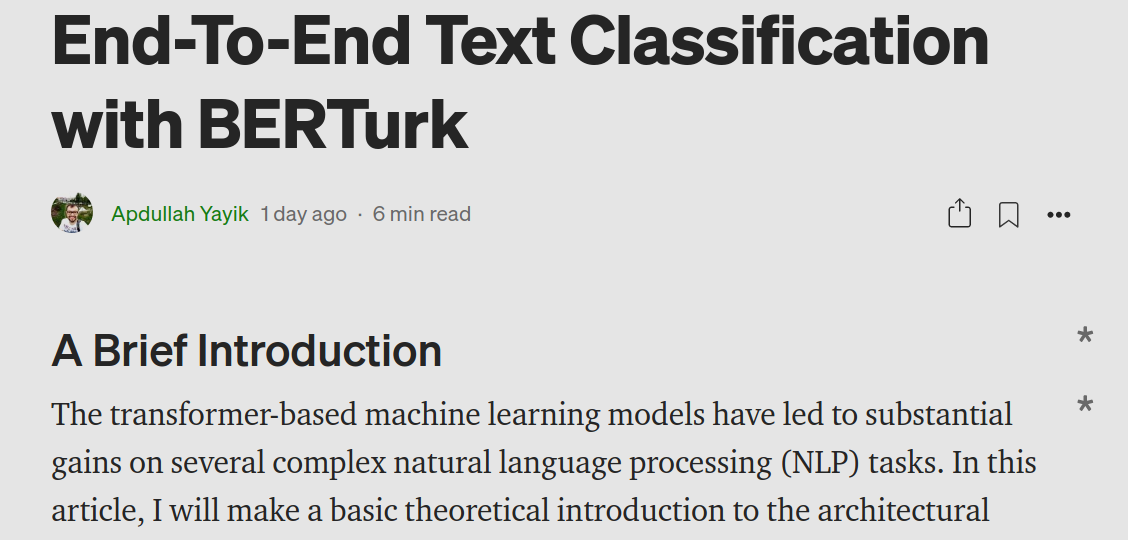 End-To-End Text Classification
with BERTurk
Apdullah Yayik 1 day ago · 6 min read
A Brief Introduction
*
The transformer-based machine learning models have led to substantial
*
gains on several complex natural language processing (NLP) tasks. In this
article, I will make a basic theoretical introduction to the architectural